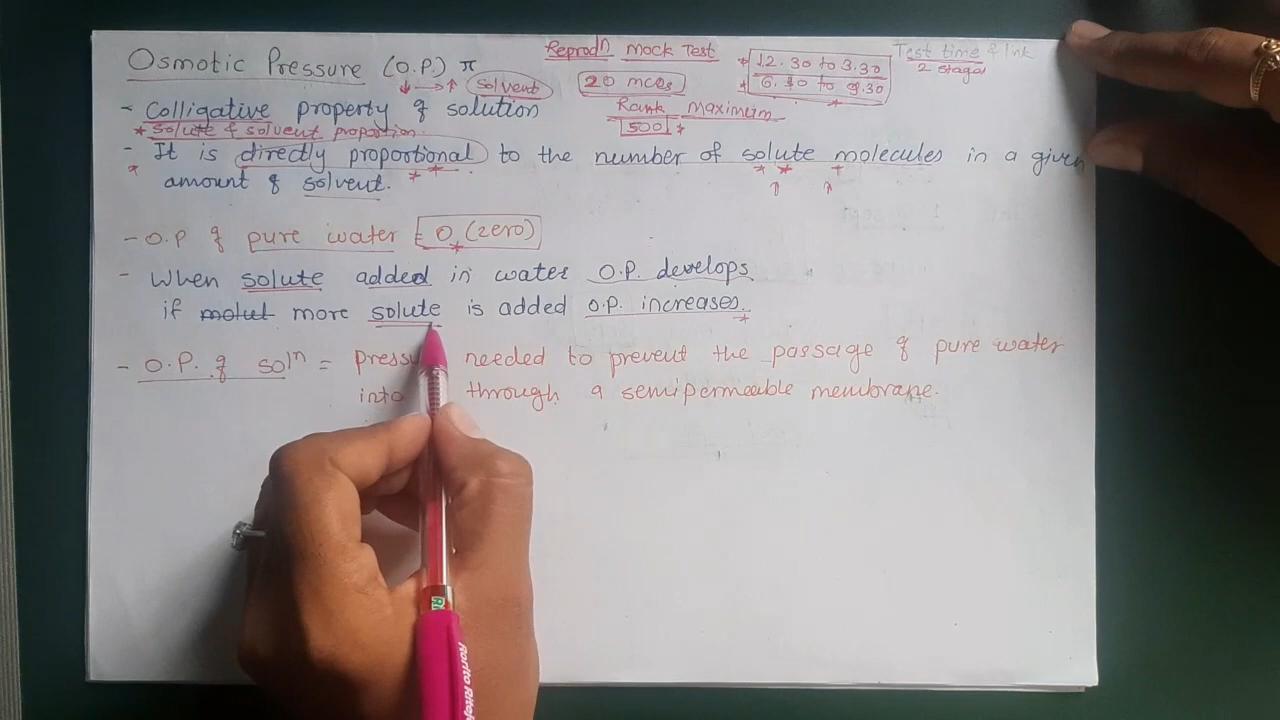 Osmotic Pressure (O.P.) π
↓ → ↑ solvent
Reprodⁿ Mock Test
20 mcqs
* 12.30 to 3.30
* 6.30 to 9.30
Test time & Ink
2 stages
- Colligative property of solution
Rank Maximum
500 *
* Solute & solvent proportion.
- It is directly proportional to the number of solute molecules in a given
amount of solvent.
- O.P of pure water = 0 (zero)
- When solute added in water O.P. develops
if more solute is added O.P. increases.
- O.P. of solⁿ = needed to prevent the passage of pure water
into through a semipermeable membrane.